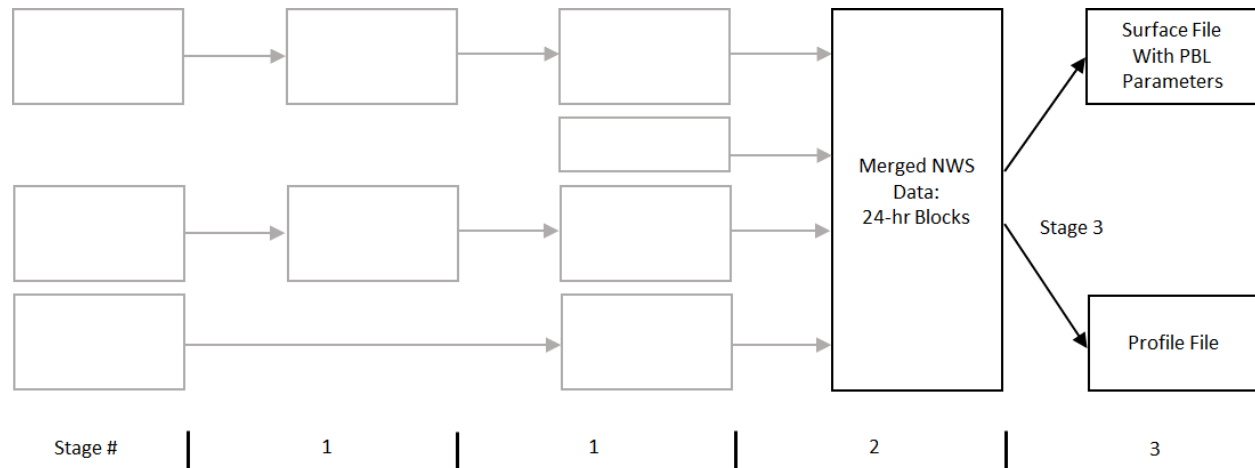 Surface File
With PBL
Parameters
Merged NWS
Data:
24-hr Blocks
Stage 3
Profile File
Stage # 1 1 2 3